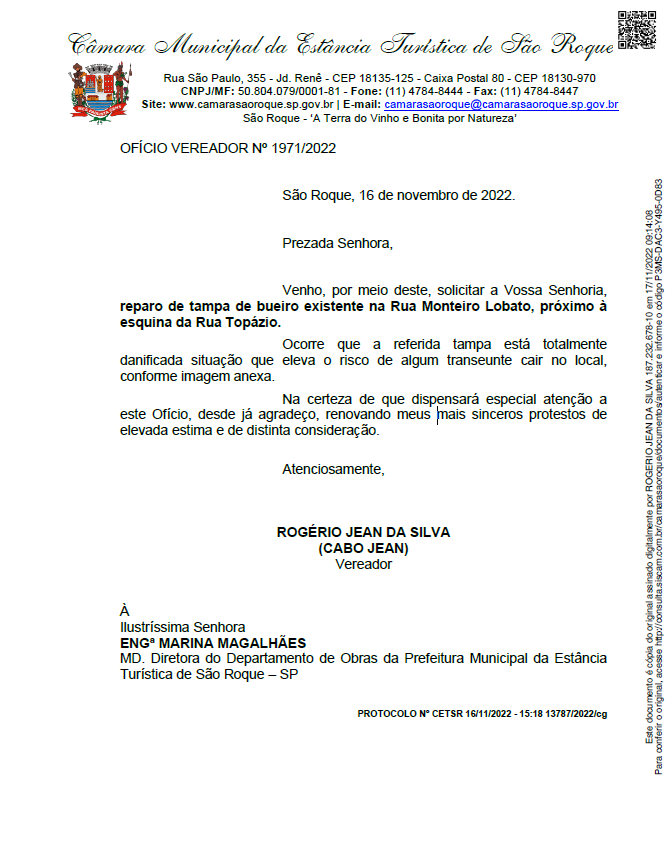 Câmara Municipal da Estância Turística de São Roque
Rua São Paulo, 355 - Jd. Renê - CEP 18135-125 - Caixa Postal 80 - CEP 18130-970
CNPJ/MF: 50.804.079/0001-81 - Fone: (11) 4784-8444 - Fax: (11) 4784-8447
Site: www.camarasaoroque.sp.gov.br | E-mail: camarasaoroque@camarasaoroque.sp.gov.br
São Roque - ‘A Terra do Vinho e Bonita por Natureza’
OFÍCIO VEREADOR Nº 1971/2022
São Roque, 16 de novembro de 2022.
Prezada Senhora,
Venho, por meio deste, solicitar a Vossa Senhoria,
reparo de tampa de bueiro existente na Rua Monteiro Lobato, próximo à
esquina da Rua Topázio.
Ocorre que a referida tampa está totalmente
danificada situação que eleva o risco de algum transeunte cair no local,
conforme imagem anexa.
Na certeza de que dispensará especial atenção a
este Ofício, desde já agradeço, renovando meus mais sinceros protestos de
elevada estima e de distinta consideração.
Atenciosamente,
ROGÉRIO JEAN DA SILVA
(CABO JEAN)
Vereador
À
Ilustríssima Senhora
ENGª MARINA MAGALHÃES
MD. Diretora do Departamento de Obras da Prefeitura Municipal da Estância
Turística de São Roque – SP
PROTOCOLO Nº CETSR 16/11/2022 - 15:18 13787/2022/cg
Este documento é cópia do original assinado digitalmente por ROGERIO JEAN DA SILVA 187.232.678-10 em 17/11/2022 09:14:08
Para conferir o original, acesse http://consulta.siscam.com.br/camarasaoroque/documentos/autenticar e informe o código P3MS-DAC3-Y495-0D83